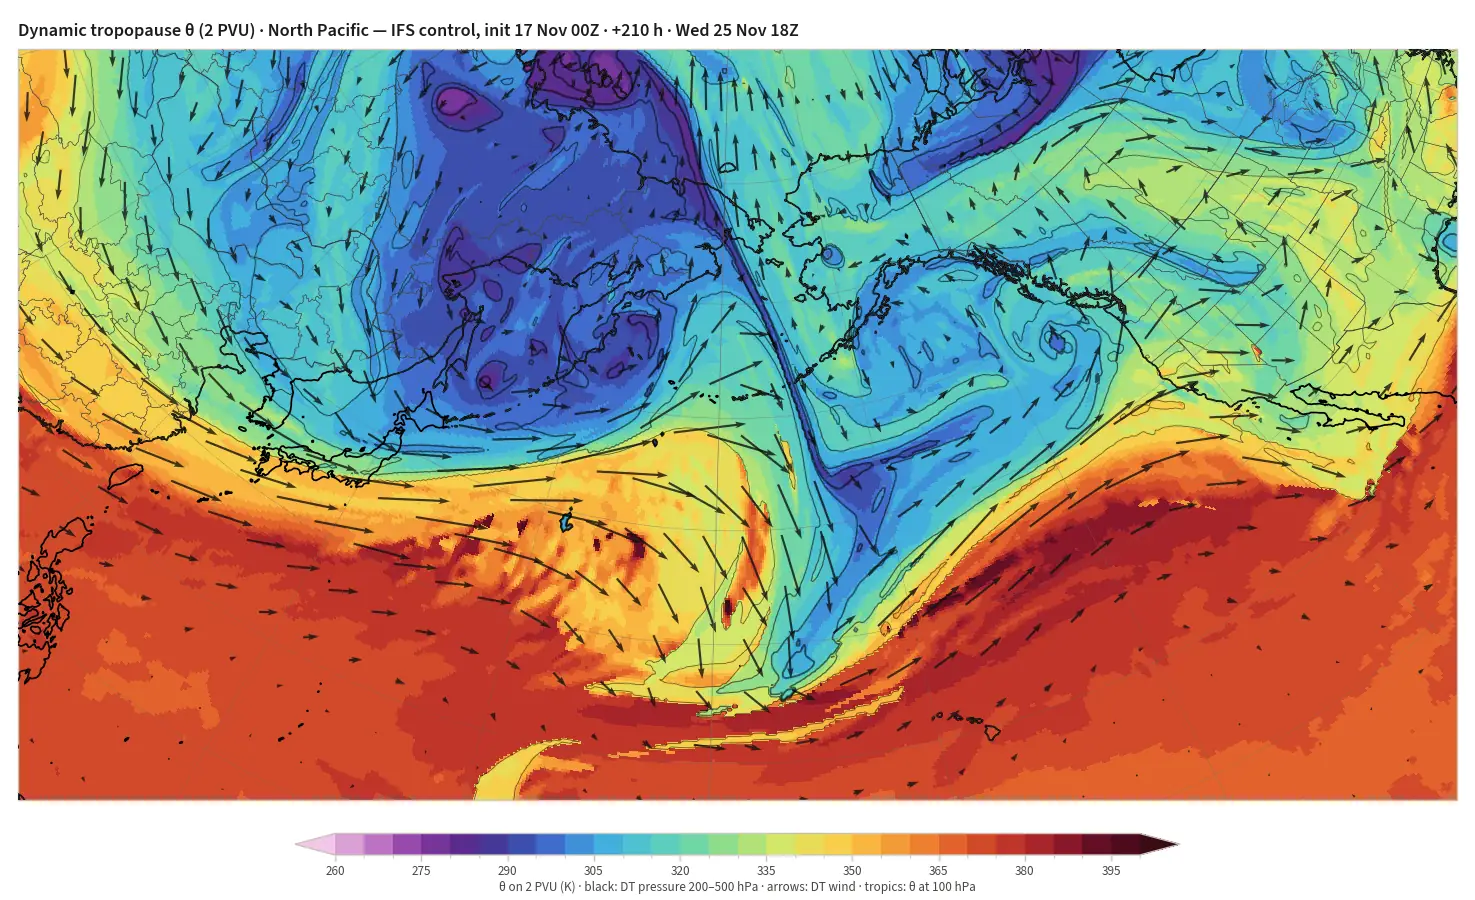 Dynamic tropopause θ (2 PVU) · North Pacific — IFS control, init 17 Nov 00Z · +210 h · Wed 25 Nov 18Z
260 275 290 305 320 335 350 365 380 395
θ on 2 PVU (K) · black: DT pressure 200–500 hPa · arrows: DT wind · tropics: θ at 100 hPa